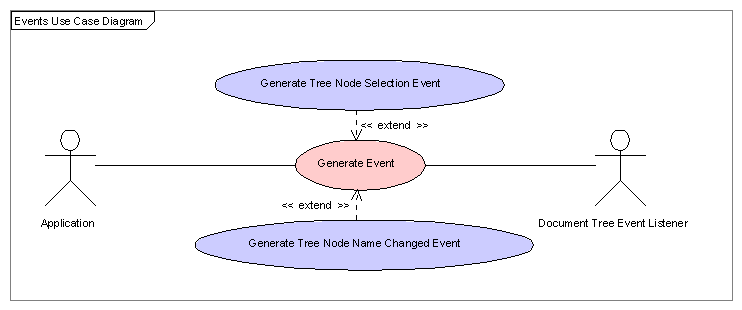 Events Use Case Diagram
Generate Tree Node Selection Event
<< extend >>
Generate Event
<< extend >>
Application
Document Tree Event Listener
Generate Tree Node Name Changed Event